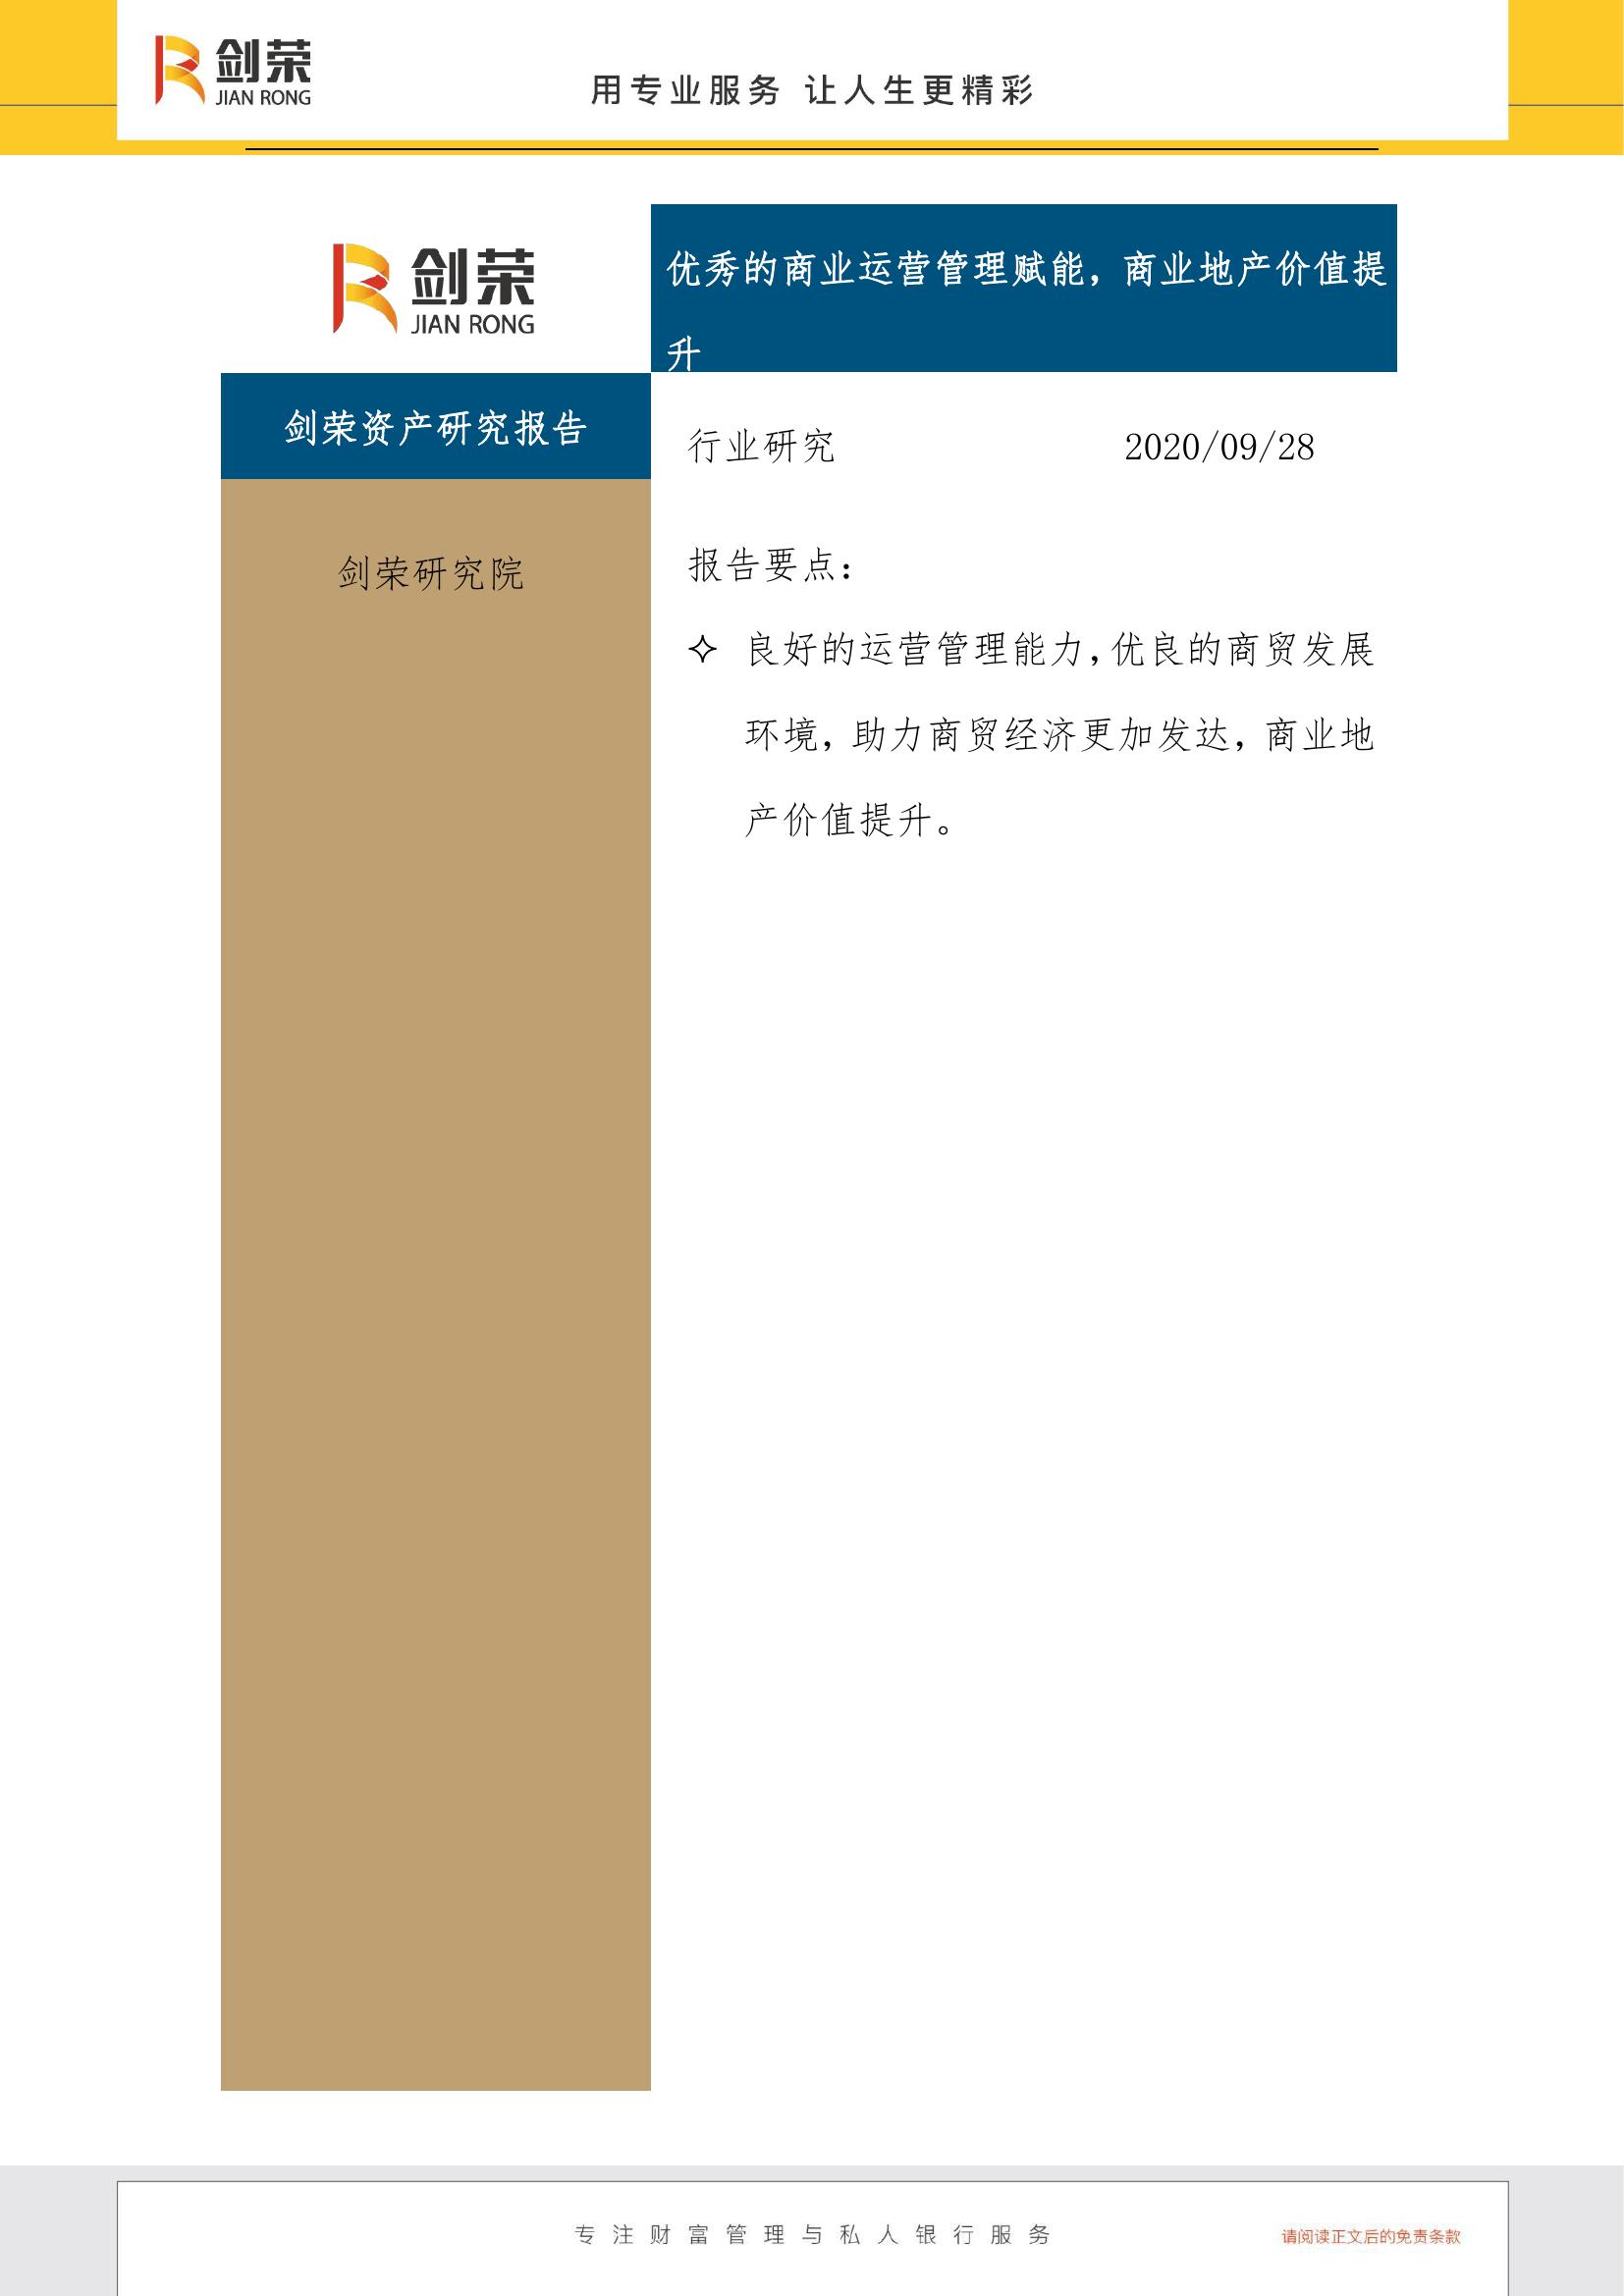 剑荣
JIAN RONG
用专业服务 让人生更精彩
剑荣
JIAN RONG
优秀的商业运营管理赋能，商业地产价值提
升
剑荣资产研究报告
行业研究 2020/09/28
剑荣研究院
报告要点：
✧ 良好的运营管理能力，优良的商贸发展
环境，助力商贸经济更加发达，商业地
产价值提升。
专注财富管理与私人银行服务
请阅读正文后的免责条款